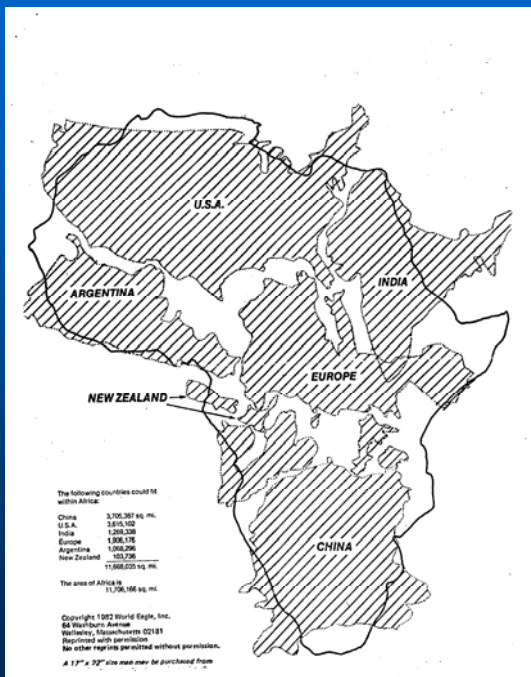 U.S.A.
ARGENTINA
INDIA
EUROPE
NEW ZEALAND
CHINA
The following countries could fit
within Africa:
China 3,705,387 sq. mi.
U.S.A. 3,615,102
India 1,269,338
Europe 1,906,176
Argentina 1,068,296
New Zealand 103,736
11,668,035 sq. mi.
The area of Africa is
11,706,166 sq. mi.
Copyright 1982 World Eagle, Inc.
64 Washburn Avenue
Wellesley, Massachusetts 02181
Reprinted with permission
No other reprints permitted without permission.
A 17" x 22" size map may be purchased from